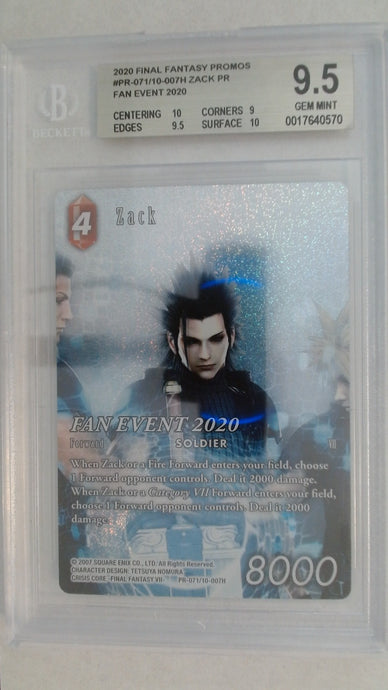 2020 FINAL FANTASY PROMOS
#PR-071/10-007H ZACK PR
FAN EVENT 2020
CENTERING 10 CORNERS 9
EDGES 9.5 SURFACE 10
9.5
GEM MINT
0017640570
B
BECKETT
4
Zack
FAN EVENT 2020
Forward SOLDIER VII
When Zack or a Fire Forward enters your field, choose
1 Forward opponent controls. Deal it 2000 damage.
When Zack or a Category VII Forward enters your field,
choose 1 Forward opponent controls. Deal it 2000
damage.
© 2007 SQUARE ENIX CO., LTD. All Rights Reserved.
CHARACTER DESIGN: TETSUYA NOMURA
CRISIS CORE -FINAL FANTASY VII- PR-071/10-007H
8000